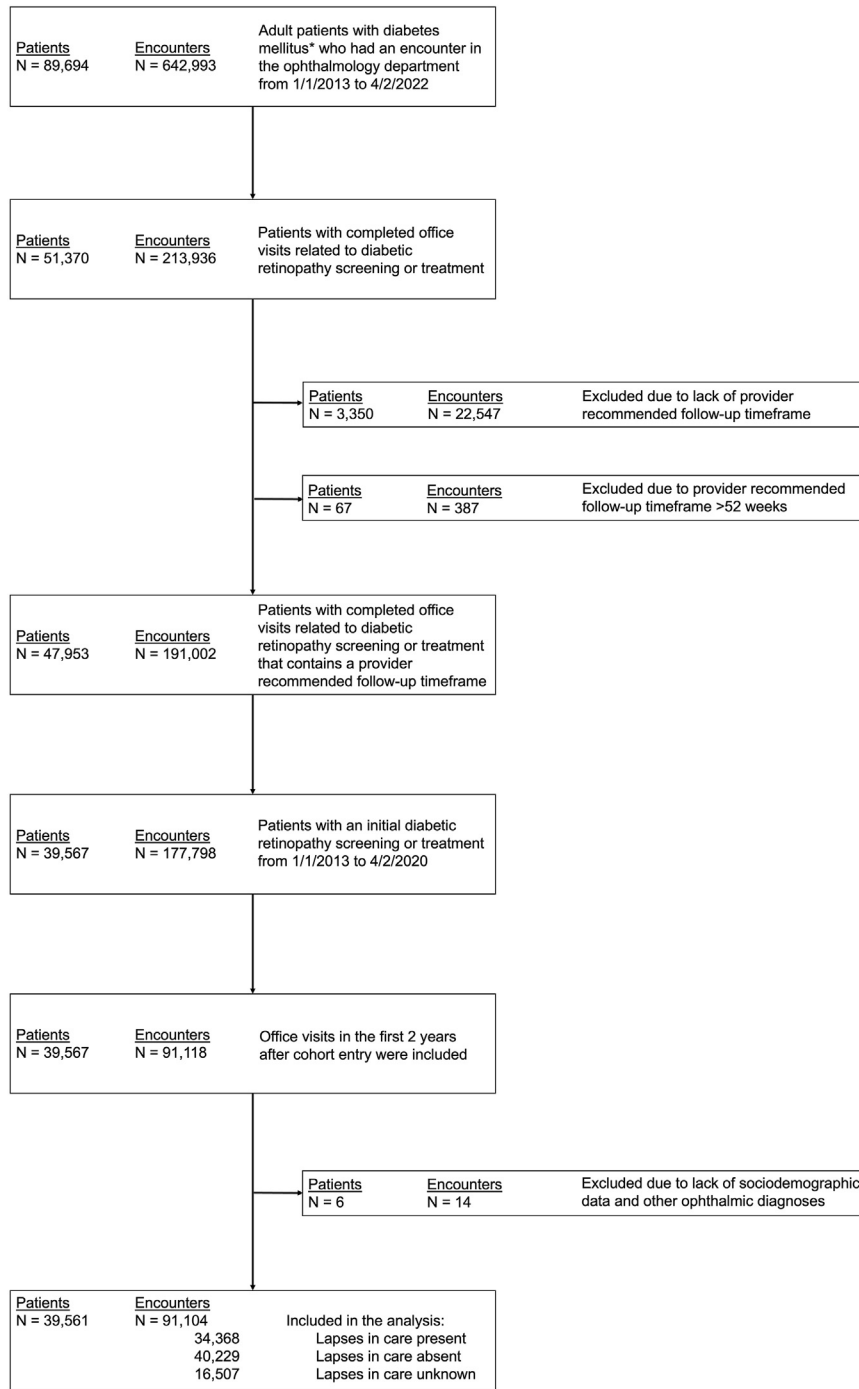 Patients Encounters Adult patients with diabetes
N = 89,694 N = 642,993 mellitus* who had an encounter in
the ophthalmology department
from 1/1/2013 to 4/2/2022
Patients Encounters Patients with completed office
N = 51,370 N = 213,936 visits related to diabetic
retinopathy screening or treatment
Patients Encounters Excluded due to lack of provider
N = 3,350 N = 22,547 recommended follow-up timeframe
Patients Encounters Excluded due to provider recommended
N = 67 N = 387 follow-up timeframe >52 weeks
Patients Encounters Patients with completed office
N = 47,953 N = 191,002 visits related to diabetic
retinopathy screening or treatment
that contains a provider
recommended follow-up timeframe
Patients Encounters Patients with an initial diabetic
N = 39,567 N = 177,798 retinopathy screening or treatment
from 1/1/2013 to 4/2/2020
Patients Encounters Office visits in the first 2 years
N = 39,567 N = 91,118 after cohort entry were included
Patients Encounters Excluded due to lack of sociodemographic
N = 6 N = 14 data and other ophthalmic diagnoses
Patients Encounters
N = 39,561 N = 91,104 Included in the analysis:
34,368 Lapses in care present
40,229 Lapses in care absent
16,507 Lapses in care unknown